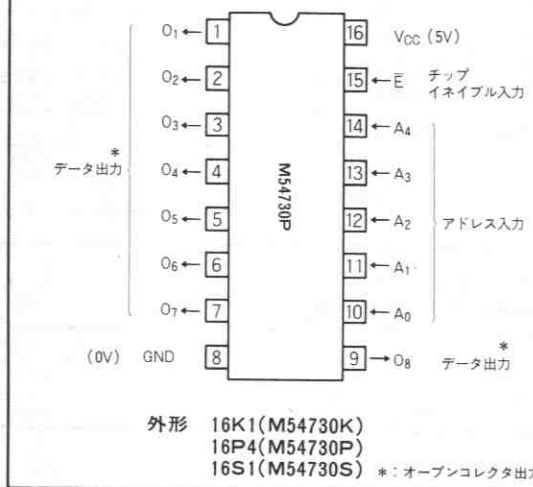 O₁ ← 1
16 VCC (5V)
O₂ ← 2
15 ← E̅ チップ
イネイブル入力
O₃ ← 3
14 ← A₄
*
データ出力
O₄ ← 4
13 ← A₃
M54730P
O₅ ← 5
12 ← A₂
アドレス入力
O₆ ← 6
11 ← A₁
O₇ ← 7
10 ← A₀
(0V) GND 8
9 → O₈
*
データ出力
外形 16K1(M54730K)
16P4(M54730P)
16S1(M54730S) *：オープンコレクタ出力